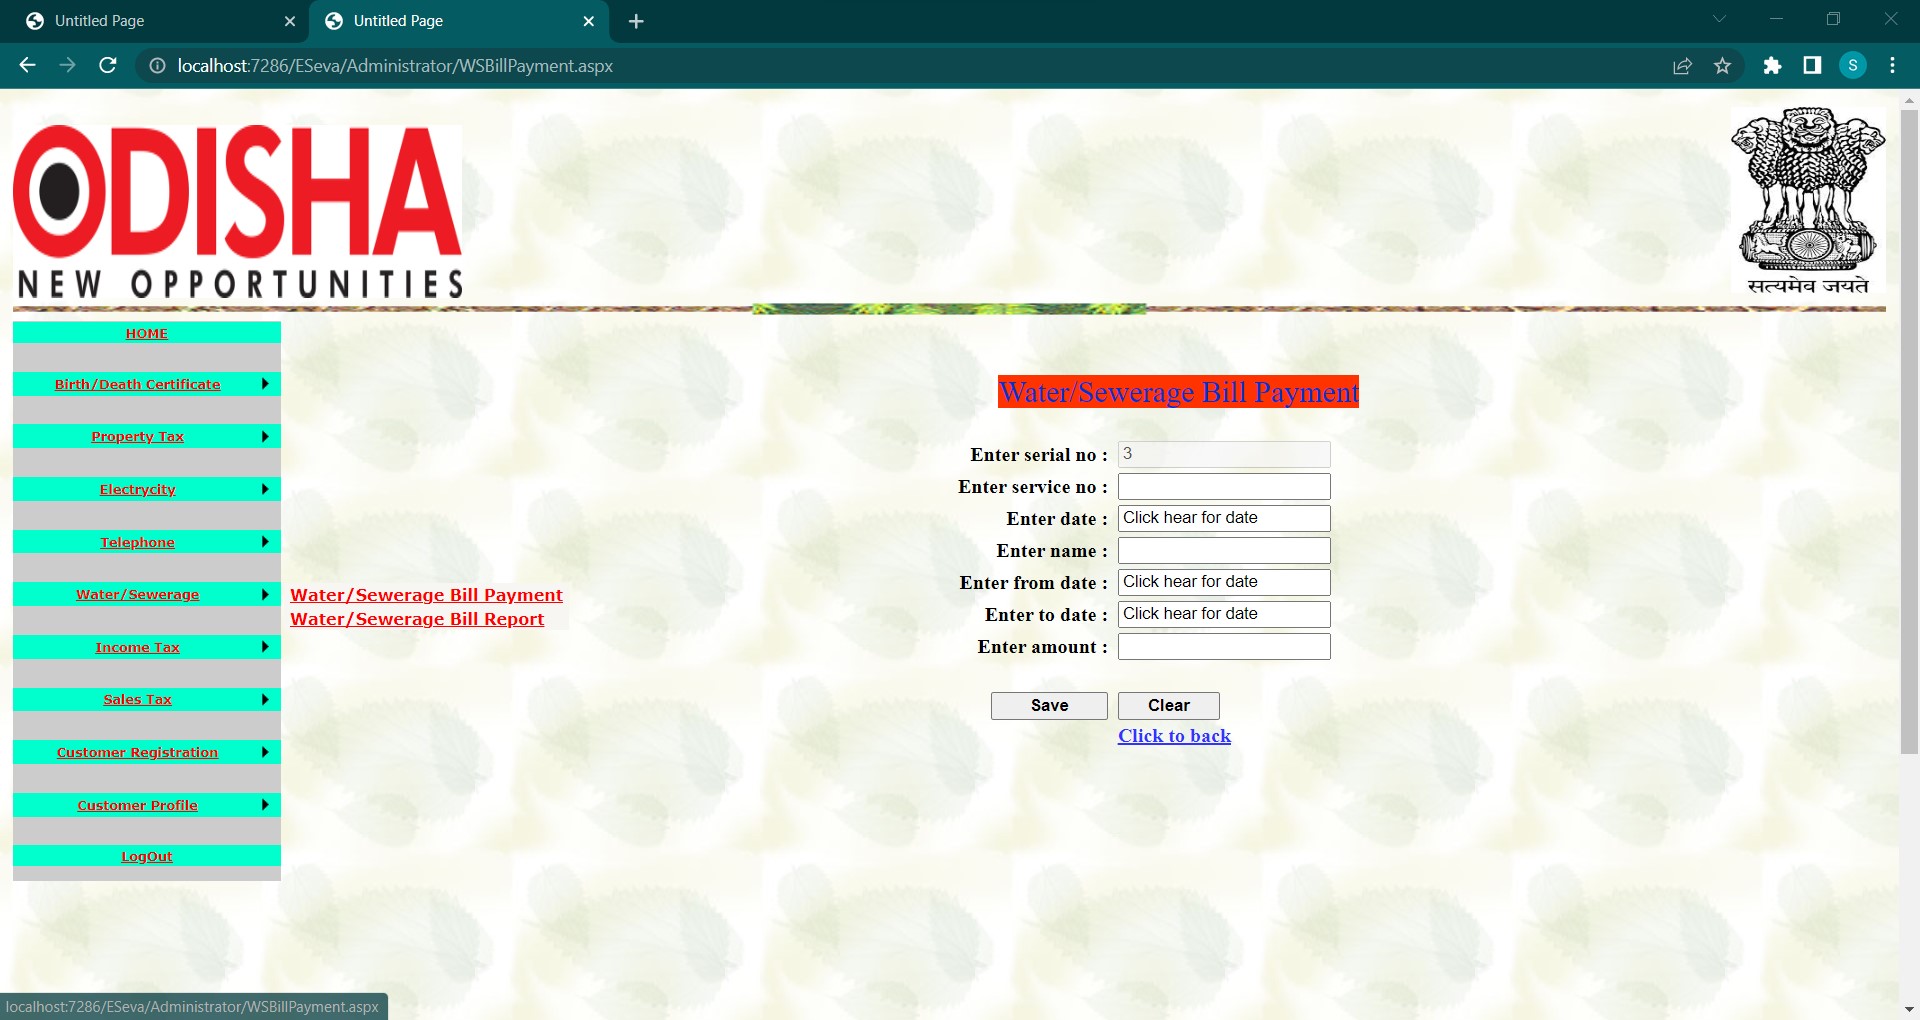 Untitled Page
Untitled Page
localhost:7286/ESeva/Administrator/WSBillPayment.aspx
S
ODISHA
NEW OPPORTUNITIES
सत्यमेव जयते
HOME
Birth/Death Certificate
Property Tax
Electrycity
Telephone
Water/Sewerage
Income Tax
Sales Tax
Customer Registration
Customer Profile
LogOut
Water/Sewerage Bill Payment
Water/Sewerage Bill Report
Water/Sewerage Bill Payment
Enter serial no : 3
Enter service no :
Enter date : Click hear for date
Enter name :
Enter from date : Click hear for date
Enter to date : Click hear for date
Enter amount :
Save Clear
Click to back
localhost:7286/ESeva/Administrator/WSBillPayment.aspx